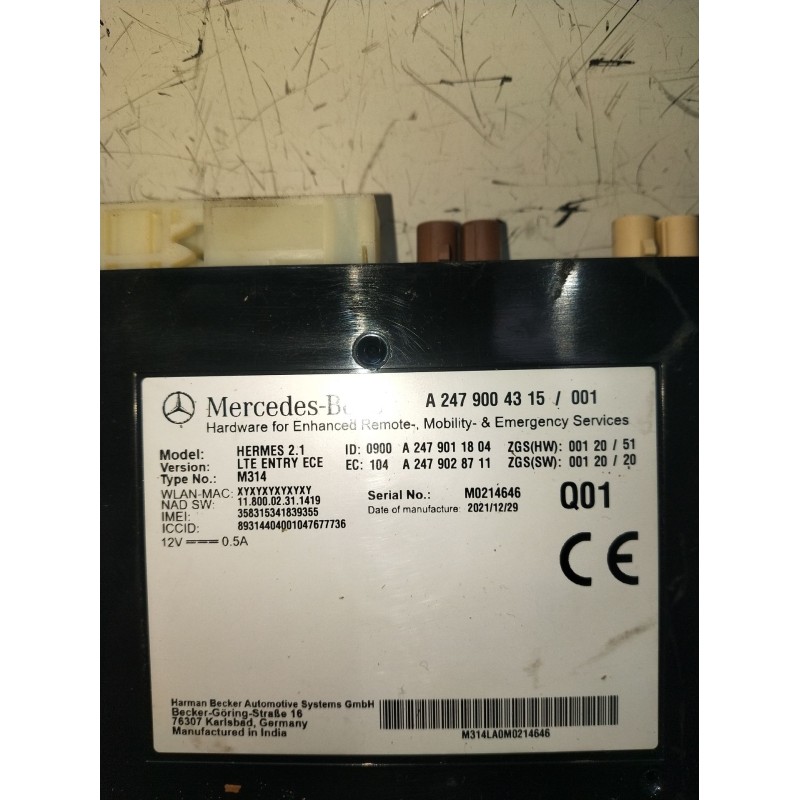 Mercedes-B A 247 900 43 15 / 001
Hardware for Enhanced Remote-, Mobility- & Emergency Services
Model: HERMES 2.1 ID: 0900 A 247 901 18 04 ZGS(HW): 001 20 / 51
Version: LTE ENTRY ECE EC: 104 A 247 902 87 11 ZGS(SW): 001 20 / 20
Type No.: M314
WLAN-MAC: XYXYXYXYXYXY Serial No.: M0214646 Q01
NAD SW: 11.800.02.31.1419
IMEI: 358315341839355 Date of manufacture: 2021/12/29
ICCID: 89314404001047677736
12V 0.5A CE
Harman Becker Automotive Systems GmbH
Becker-Göring-Straße 16
76307 Karlsbad, Germany
Manufactured in India
M314LA0M0214646